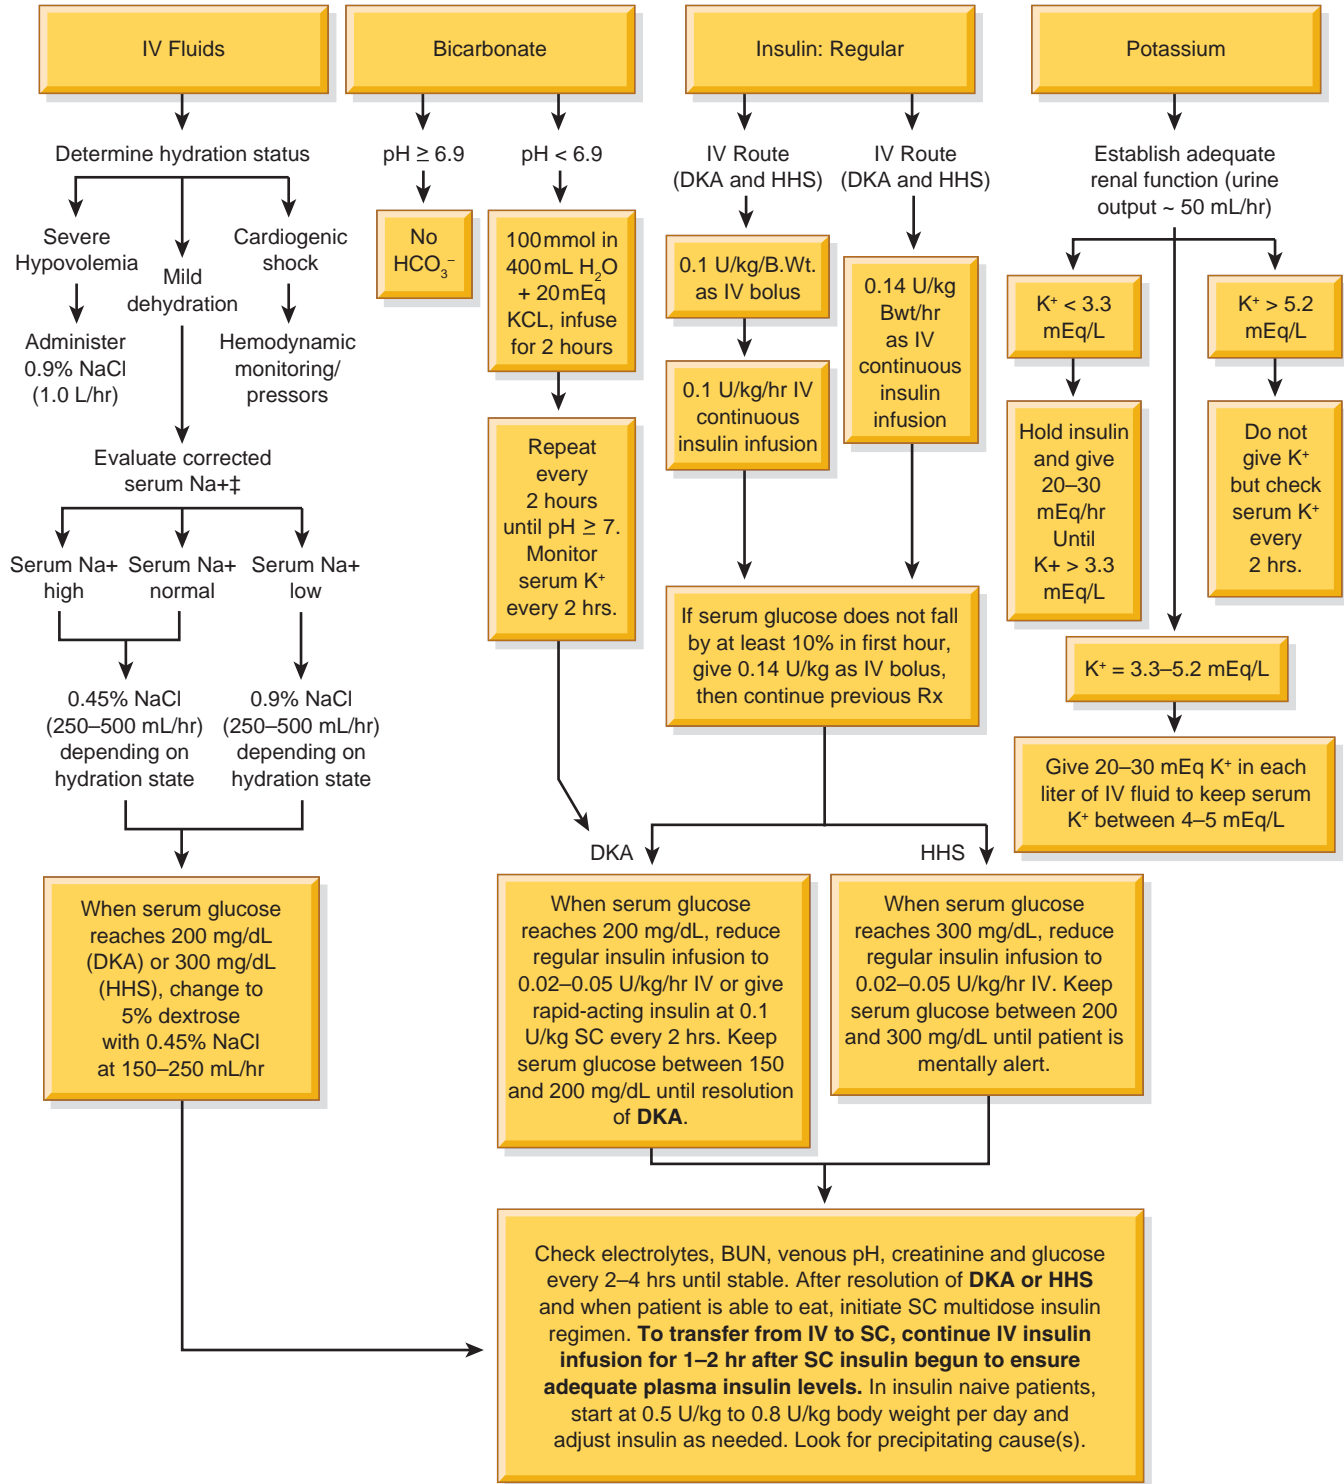 IV Fluids
Determine hydration status
Severe
Hypovolemia
Administer
0.9% NaCl
(1.0 L/hr)
Mild
dehydration
Cardiogenic
shock
Hemodynamic
monitoring/
pressors
Evaluate corrected
serum Na+‡
Serum Na+
high
Serum Na+
normal
Serum Na+
low
0.45% NaCl
(250–500 mL/hr)
depending on
hydration state
0.9% NaCl
(250–500 mL/hr)
depending on
hydration state
When serum glucose
reaches 200 mg/dL
(DKA) or 300 mg/dL
(HHS), change to
5% dextrose
with 0.45% NaCl
at 150–250 mL/hr
Bicarbonate
pH ≥ 6.9
No
HCO₃⁻
pH < 6.9
100 mmol in
400 mL H₂O
+ 20 mEq
KCL, infuse
for 2 hours
Repeat
every
2 hours
until pH ≥ 7.
Monitor
serum K⁺
every 2 hrs.
Insulin: Regular
IV Route
(DKA and HHS)
0.1 U/kg/B.Wt.
as IV bolus
0.1 U/kg/hr IV
continuous
insulin infusion
IV Route
(DKA and HHS)
0.14 U/kg
Bwt/hr
as IV
continuous
insulin
infusion
If serum glucose does not fall
by at least 10% in first hour,
give 0.14 U/kg as IV bolus,
then continue previous Rx
DKA
When serum glucose
reaches 200 mg/dL, reduce
regular insulin infusion to
0.02–0.05 U/kg/hr IV or give
rapid-acting insulin at 0.1
U/kg SC every 2 hrs. Keep
serum glucose between 150
and 200 mg/dL until resolution
of DKA.
HHS
When serum glucose
reaches 300 mg/dL, reduce
regular insulin infusion to
0.02–0.05 U/kg/hr IV. Keep
serum glucose between 200
and 300 mg/dL until patient is
mentally alert.
Potassium
Establish adequate
renal function (urine
output ~ 50 mL/hr)
K⁺ < 3.3
mEq/L
Hold insulin
and give
20–30
mEq/hr
Until
K+ > 3.3
mEq/L
K⁺ > 5.2
mEq/L
Do not
give K⁺
but check
serum K⁺
every
2 hrs.
K⁺ = 3.3–5.2 mEq/L
Give 20–30 mEq K⁺ in each
liter of IV fluid to keep serum
K⁺ between 4–5 mEq/L
Check electrolytes, BUN, venous pH, creatinine and glucose
every 2–4 hrs until stable. After resolution of DKA or HHS
and when patient is able to eat, initiate SC multidose insulin
regimen. To transfer from IV to SC, continue IV insulin
infusion for 1–2 hr after SC insulin begun to ensure
adequate plasma insulin levels. In insulin naive patients,
start at 0.5 U/kg to 0.8 U/kg body weight per day and
adjust insulin as needed. Look for precipitating cause(s).